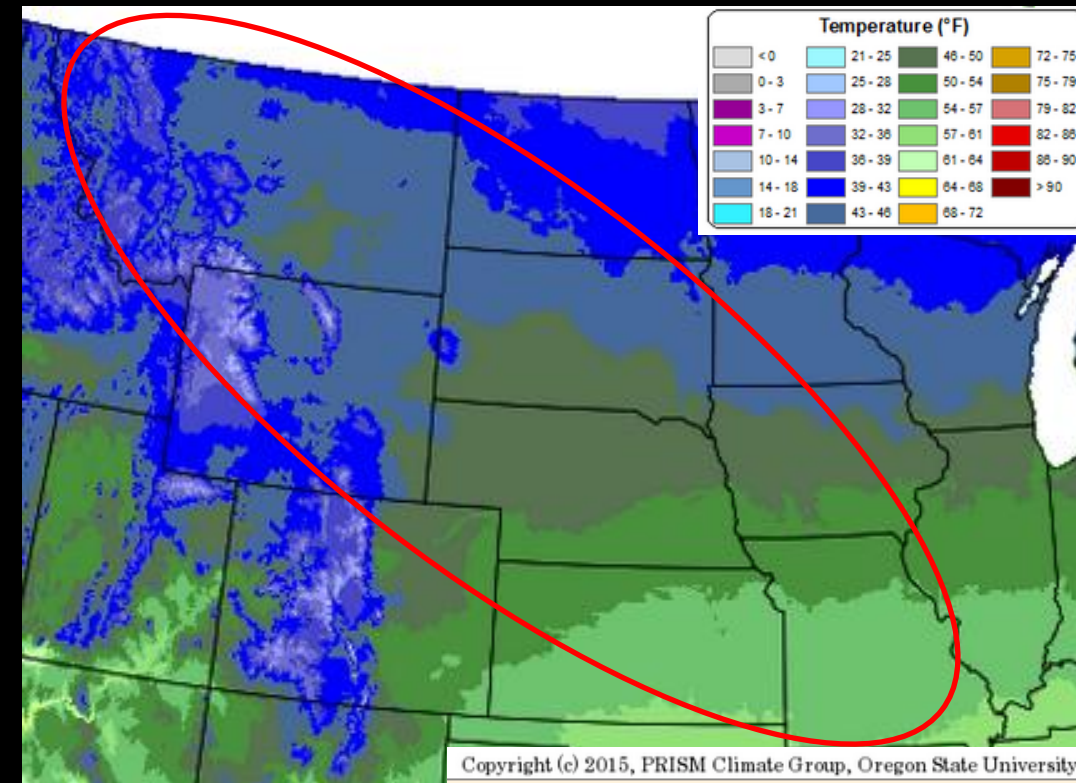 Temperature (°F)
< 0 21 - 25 46 - 50 72 - 75
0 - 3 25 - 28 50 - 54 75 - 79
3 - 7 28 - 32 54 - 57 79 - 82
7 - 10 32 - 36 57 - 61 82 - 86
10 - 14 36 - 39 61 - 64 86 - 90
14 - 18 39 - 43 64 - 68 > 90
18 - 21 43 - 46 68 - 72
Copyright (c) 2015, PRISM Climate Group, Oregon State University